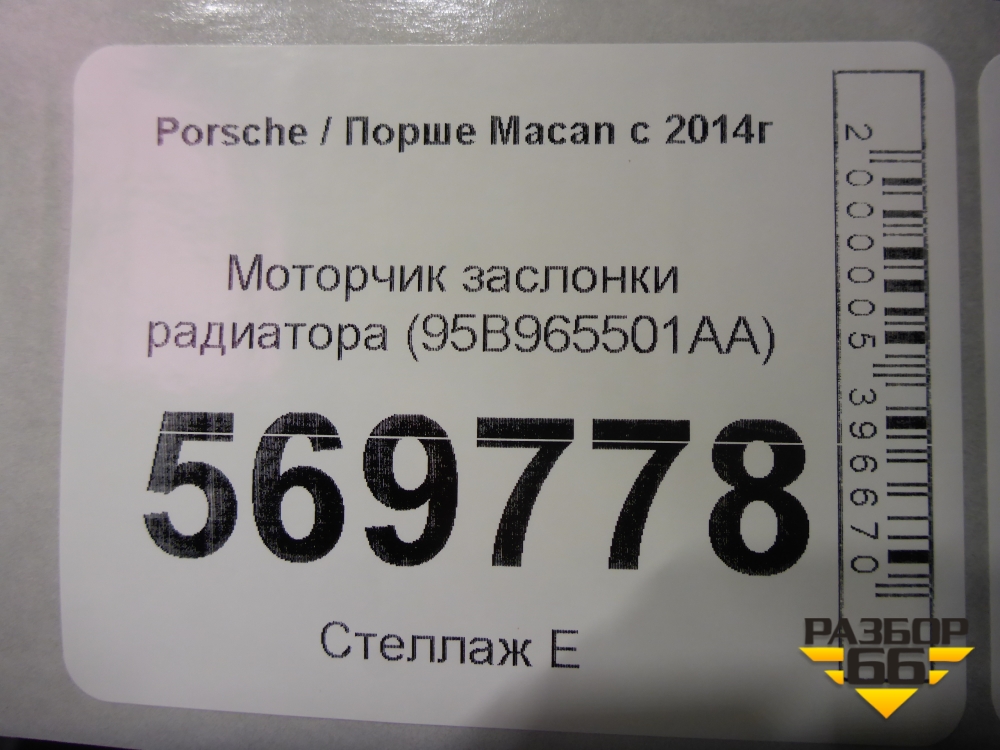 Porsche / Порше Macan с 2014г
Моторчик заслонки
радиатора (95B965501AA)
569778
Стеллаж Е
2000005396670
РАЗБОР
66